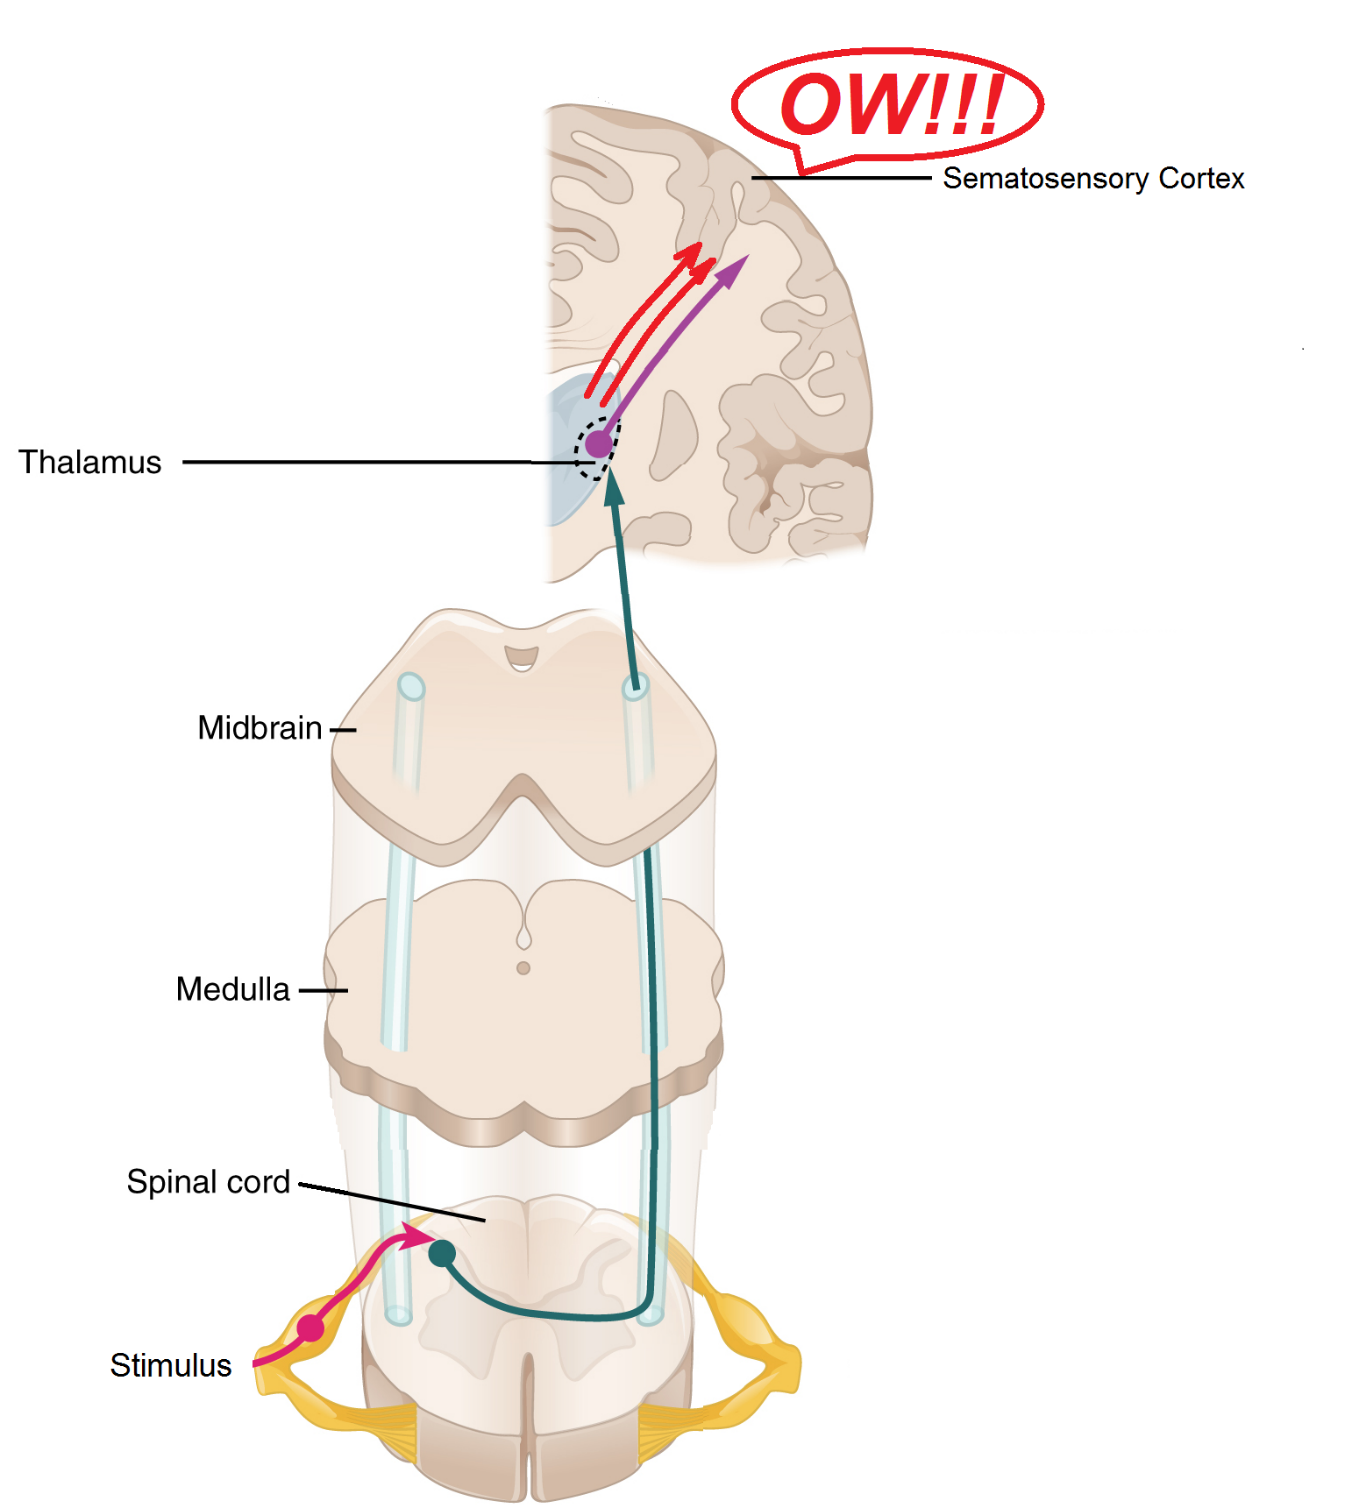 OW!!!
Sematosensory Cortex
Thalamus
Midbrain
Medulla
Spinal cord
Stimulus